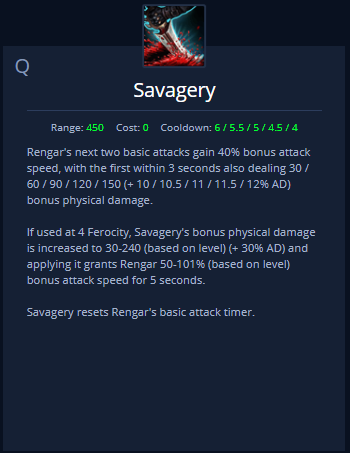 Q
Savagery
Range: 450 Cost: 0 Cooldown: 6 / 5.5 / 5 / 4.5 / 4
Rengar's next two basic attacks gain 40% bonus attack
speed, with the first within 3 seconds also dealing 30 /
60 / 90 / 120 / 150 (+ 10 / 10.5 / 11 / 11.5 / 12% AD)
bonus physical damage.
If used at 4 Ferocity, Savagery's bonus physical damage
is increased to 30-240 (based on level) (+ 30% AD) and
applying it grants Rengar 50-101% (based on level)
bonus attack speed for 5 seconds.
Savagery resets Rengar's basic attack timer.